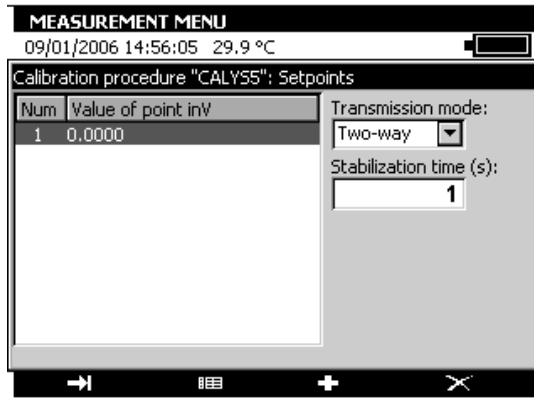 MEASUREMENT MENU
09/01/2006 14:56:05 29.9 °C
Calibration procedure "CALYS5": Setpoints
Num Value of point inV
1 0.0000
Transmission mode:
Two-way
Stabilization time (s):
1